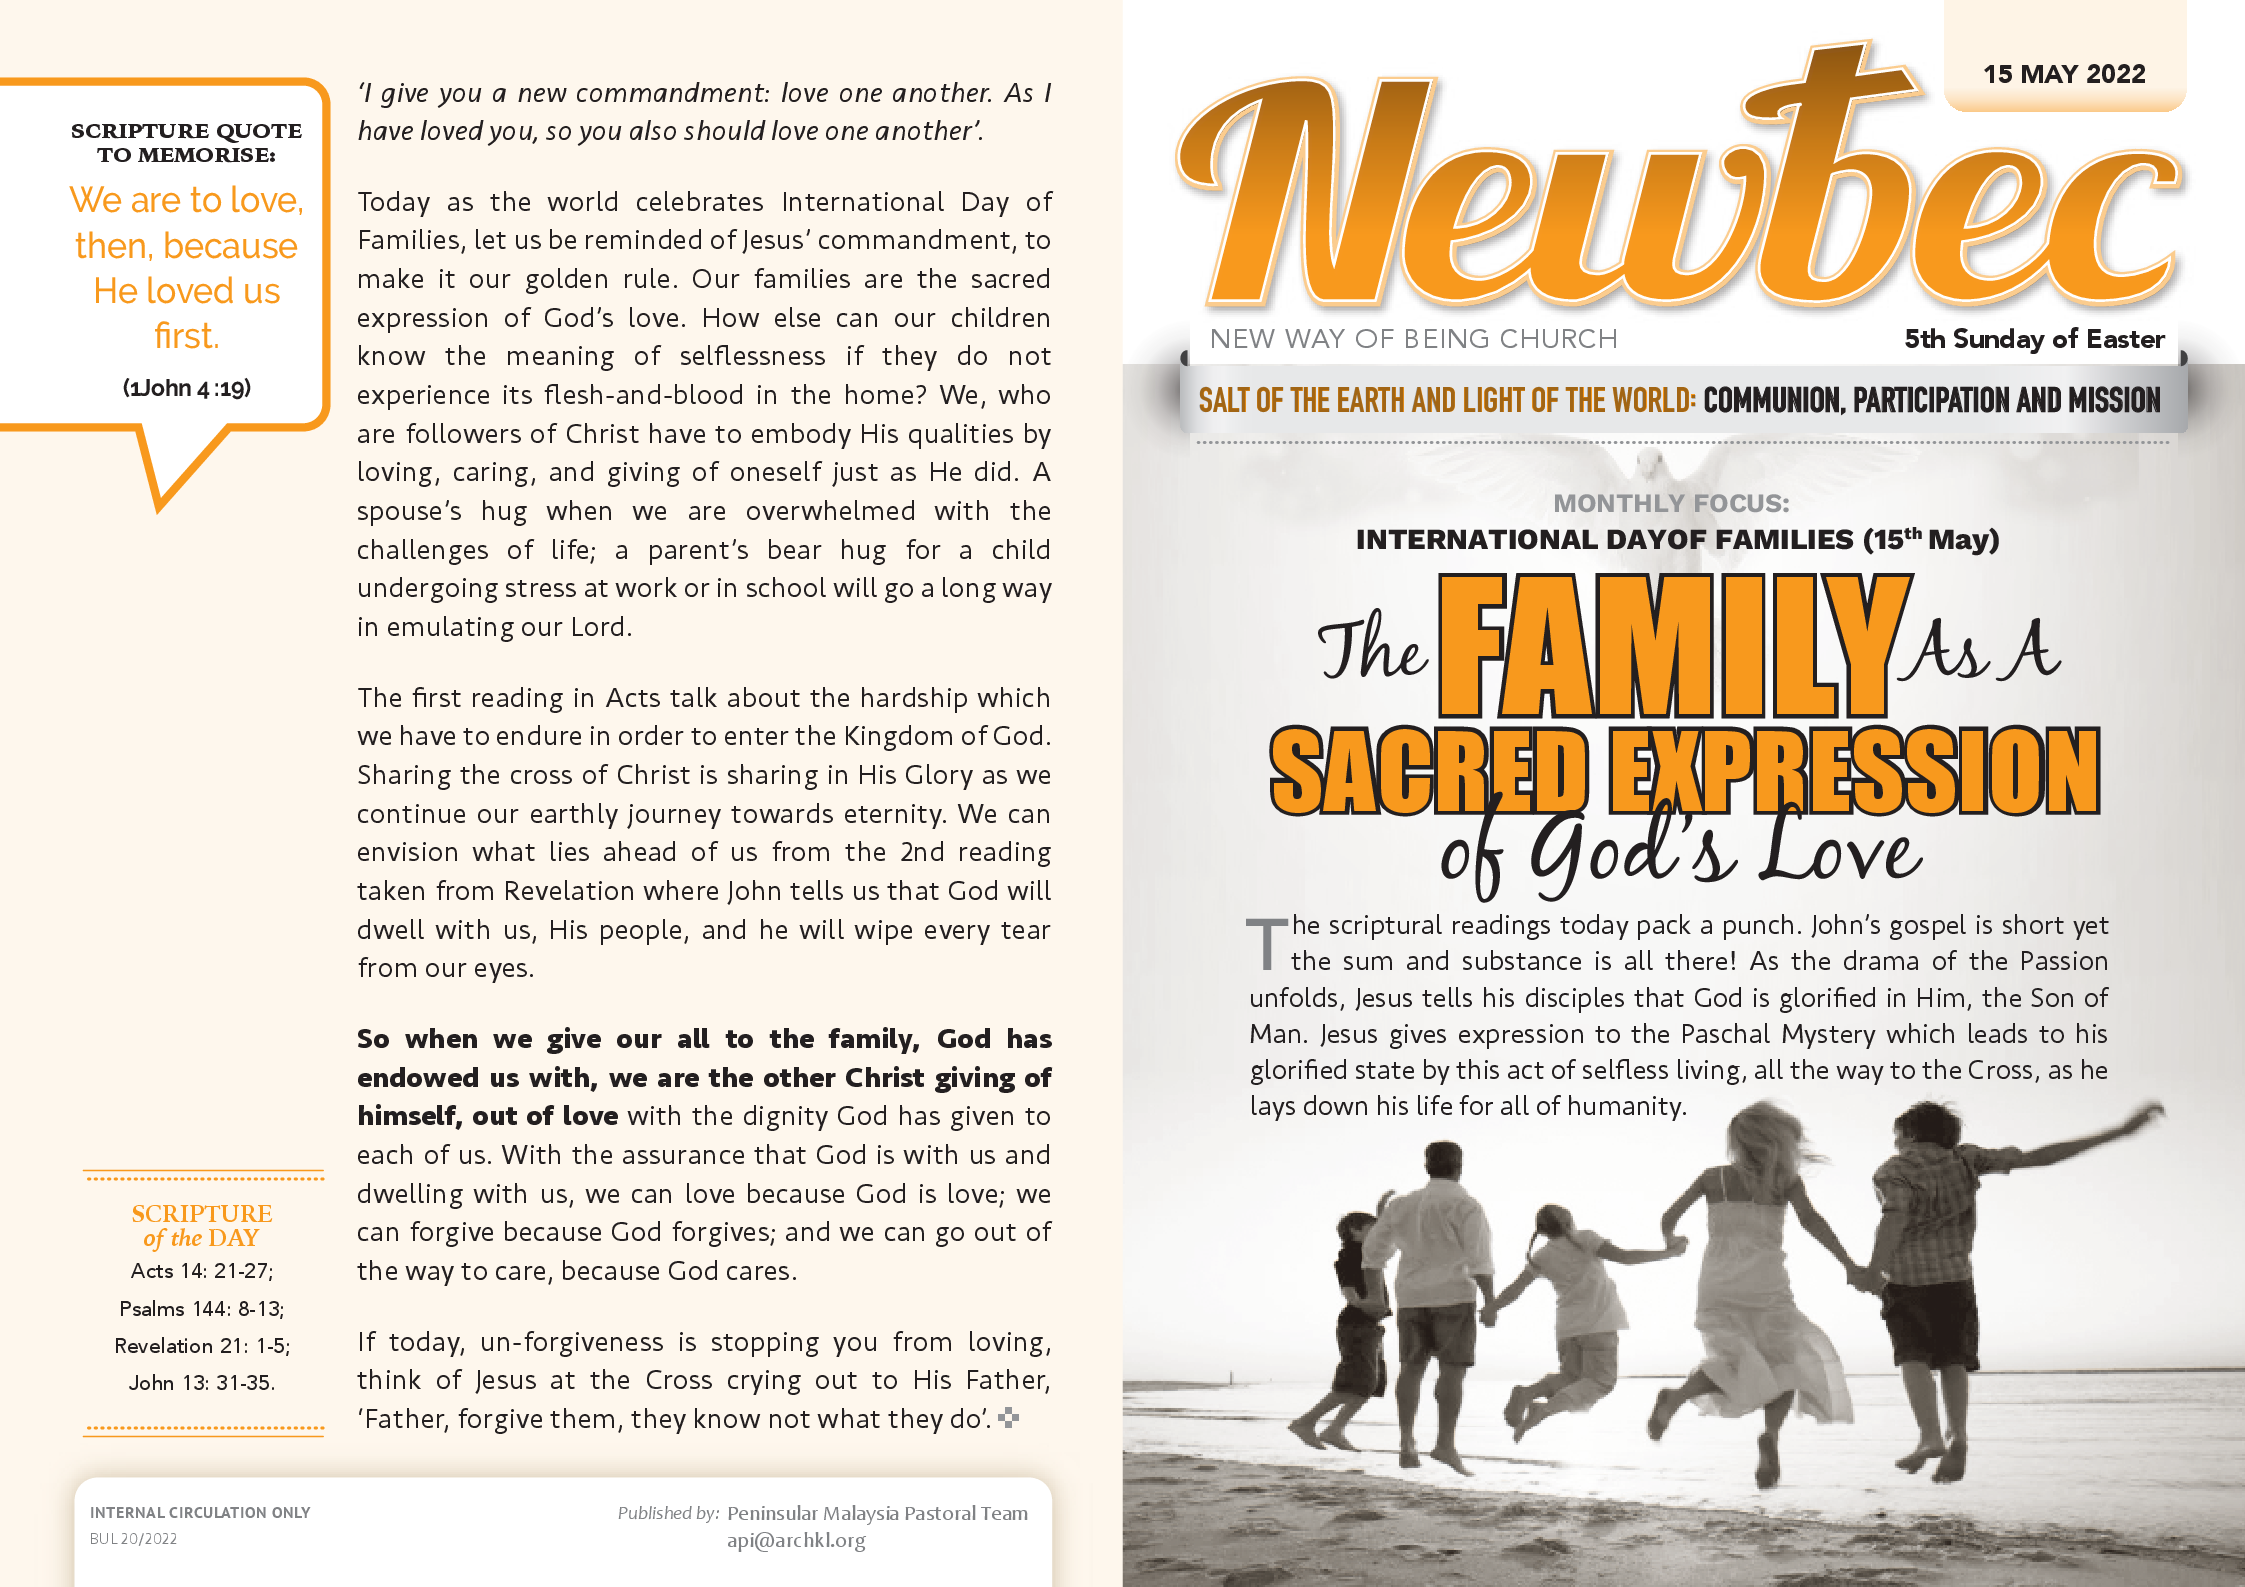 SCRIPTURE QUOTE
TO MEMORISE:
We are to love,
then, because
He loved us
first.
(1John 4 :19)
SCRIPTURE
of the DAY
Acts 14: 21-27;
Psalms 144: 8-13;
Revelation 21: 1-5;
John 13: 31-35.
‘I give you a new commandment: love one another. As I
have loved you, so you also should love one another’.
Today as the world celebrates International Day of
Families, let us be reminded of Jesus’ commandment, to
make it our golden rule. Our families are the sacred
expression of God’s love. How else can our children
know the meaning of selflessness if they do not
experience its flesh-and-blood in the home? We, who
are followers of Christ have to embody His qualities by
loving, caring, and giving of oneself just as He did. A
spouse’s hug when we are overwhelmed with the
challenges of life; a parent’s bear hug for a child
undergoing stress at work or in school will go a long way
in emulating our Lord.
The first reading in Acts talk about the hardship which
we have to endure in order to enter the Kingdom of God.
Sharing the cross of Christ is sharing in His Glory as we
continue our earthly journey towards eternity. We can
envision what lies ahead of us from the 2nd reading
taken from Revelation where John tells us that God will
dwell with us, His people, and he will wipe every tear
from our eyes.
So when we give our all to the family, God has
endowed us with, we are the other Christ giving of
himself, out of love with the dignity God has given to
each of us. With the assurance that God is with us and
dwelling with us, we can love because God is love; we
can forgive because God forgives; and we can go out of
the way to care, because God cares.
If today, un-forgiveness is stopping you from loving,
think of Jesus at the Cross crying out to His Father,
‘Father, forgive them, they know not what they do’.
INTERNAL CIRCULATION ONLY
BUL 20/2022
Published by: Peninsular Malaysia Pastoral Team
api@archkl.org
15 MAY 2022
Newbec
NEW WAY OF BEING CHURCH
5th Sunday of Easter
SALT OF THE EARTH AND LIGHT OF THE WORLD: COMMUNION, PARTICIPATION AND MISSION
MONTHLY FOCUS:
INTERNATIONAL DAYOF FAMILIES (15th May)
The FAMILY As A
SACRED EXPRESSION
of God’s Love
The scriptural readings today pack a punch. John’s gospel is short yet
the sum and substance is all there! As the drama of the Passion
unfolds, Jesus tells his disciples that God is glorified in Him, the Son of
Man. Jesus gives expression to the Paschal Mystery which leads to his
glorified state by this act of selfless living, all the way to the Cross, as he
lays down his life for all of humanity.